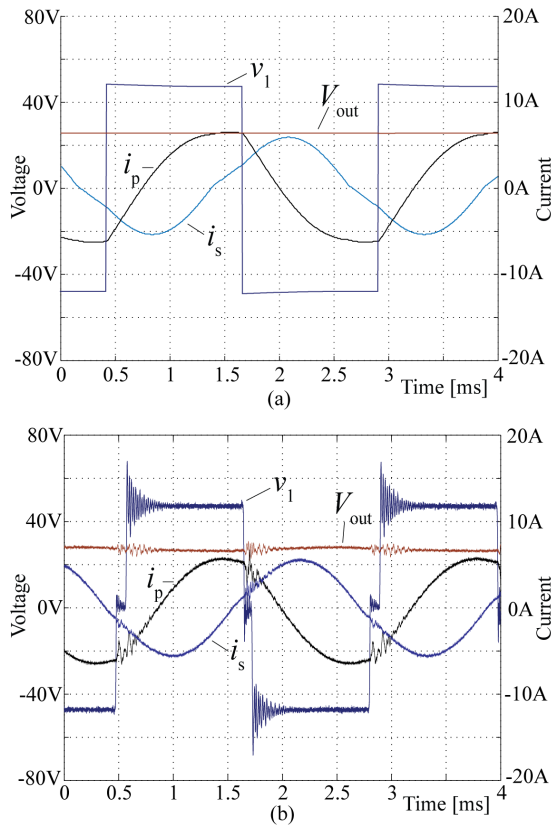 80V
20A
v1
Vout
40V
10A
ip
Voltage
0V
0A
Current
is
-40V
-10A
-80V
-20A
0 0.5 1 1.5 2 2.5 3 3.5 4
Time [ms]
(a)
80V
20A
v1
Vout
40V
10A
ip
Voltage
0V
0A
Current
is
-40V
-10A
-80V
-20A
Time [ms]
0 0.5 1 1.5 2 2.5 3 3.5 4
(b)